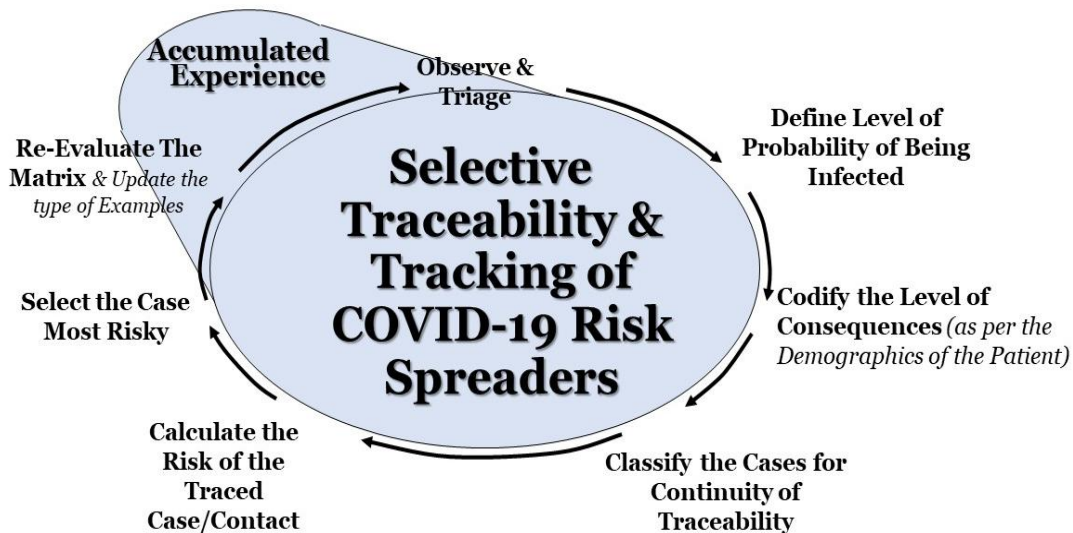 Accumulated
Experience
Observe &
Triage
Define Level of
Probability of Being
Infected
Re-Evaluate The
Matrix & Update the
type of Examples
Selective
Traceability &
Tracking of
COVID-19 Risk
Spreaders
Codify the Level of
Consequences (as per the
Demographics of the Patient)
Select the Case
Most Risky
Calculate the
Risk of the
Traced
Case/Contact
Classify the Cases for
Continuity of
Traceability